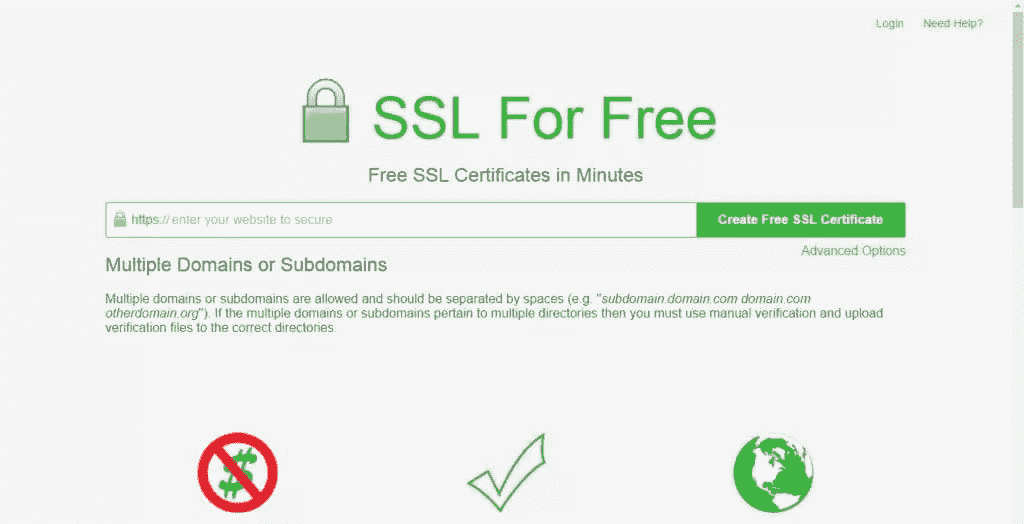 Login Need Help?
SSL For Free
Free SSL Certificates in Minutes
https:// enter your website to secure
Create Free SSL Certificate
Advanced Options
Multiple Domains or Subdomains
Multiple domains or subdomains are allowed and should be separated by spaces (e.g. "subdomain.domain.com domain.com
otherdomain.org"). If the multiple domains or subdomains pertain to multiple directories then you must use manual verification and upload
verification files to the correct directories.